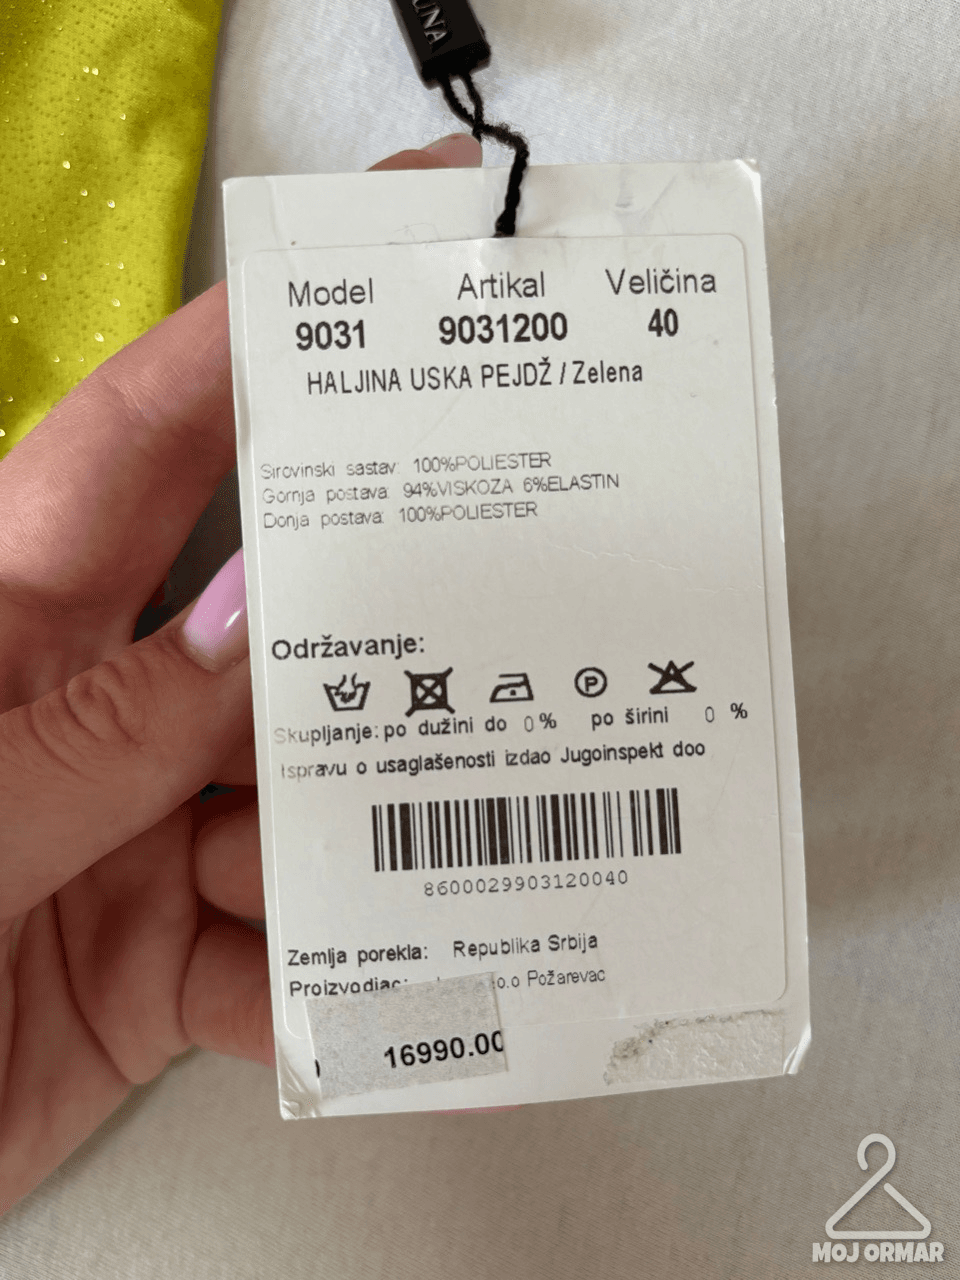 UNA
Model Artikal Veličina
9031 9031200 40
HALJINA USKA PEJDŽ / Zelena
Sirovinski sastav: 100%POLIESTER
Gornja postava: 94%VISKOZA 6%ELASTIN
Donja postava: 100%POLIESTER
Održavanje:
P
Skupljanje: po dužini do 0 % po širini 0 %
Ispravu o usaglašenosti izdao Jugoinspekt doo
8600029903120040
Zemlja porekla: Republika Srbija
Proizvodjac: o.o Požarevac
16990.00
MOJ ORMAR